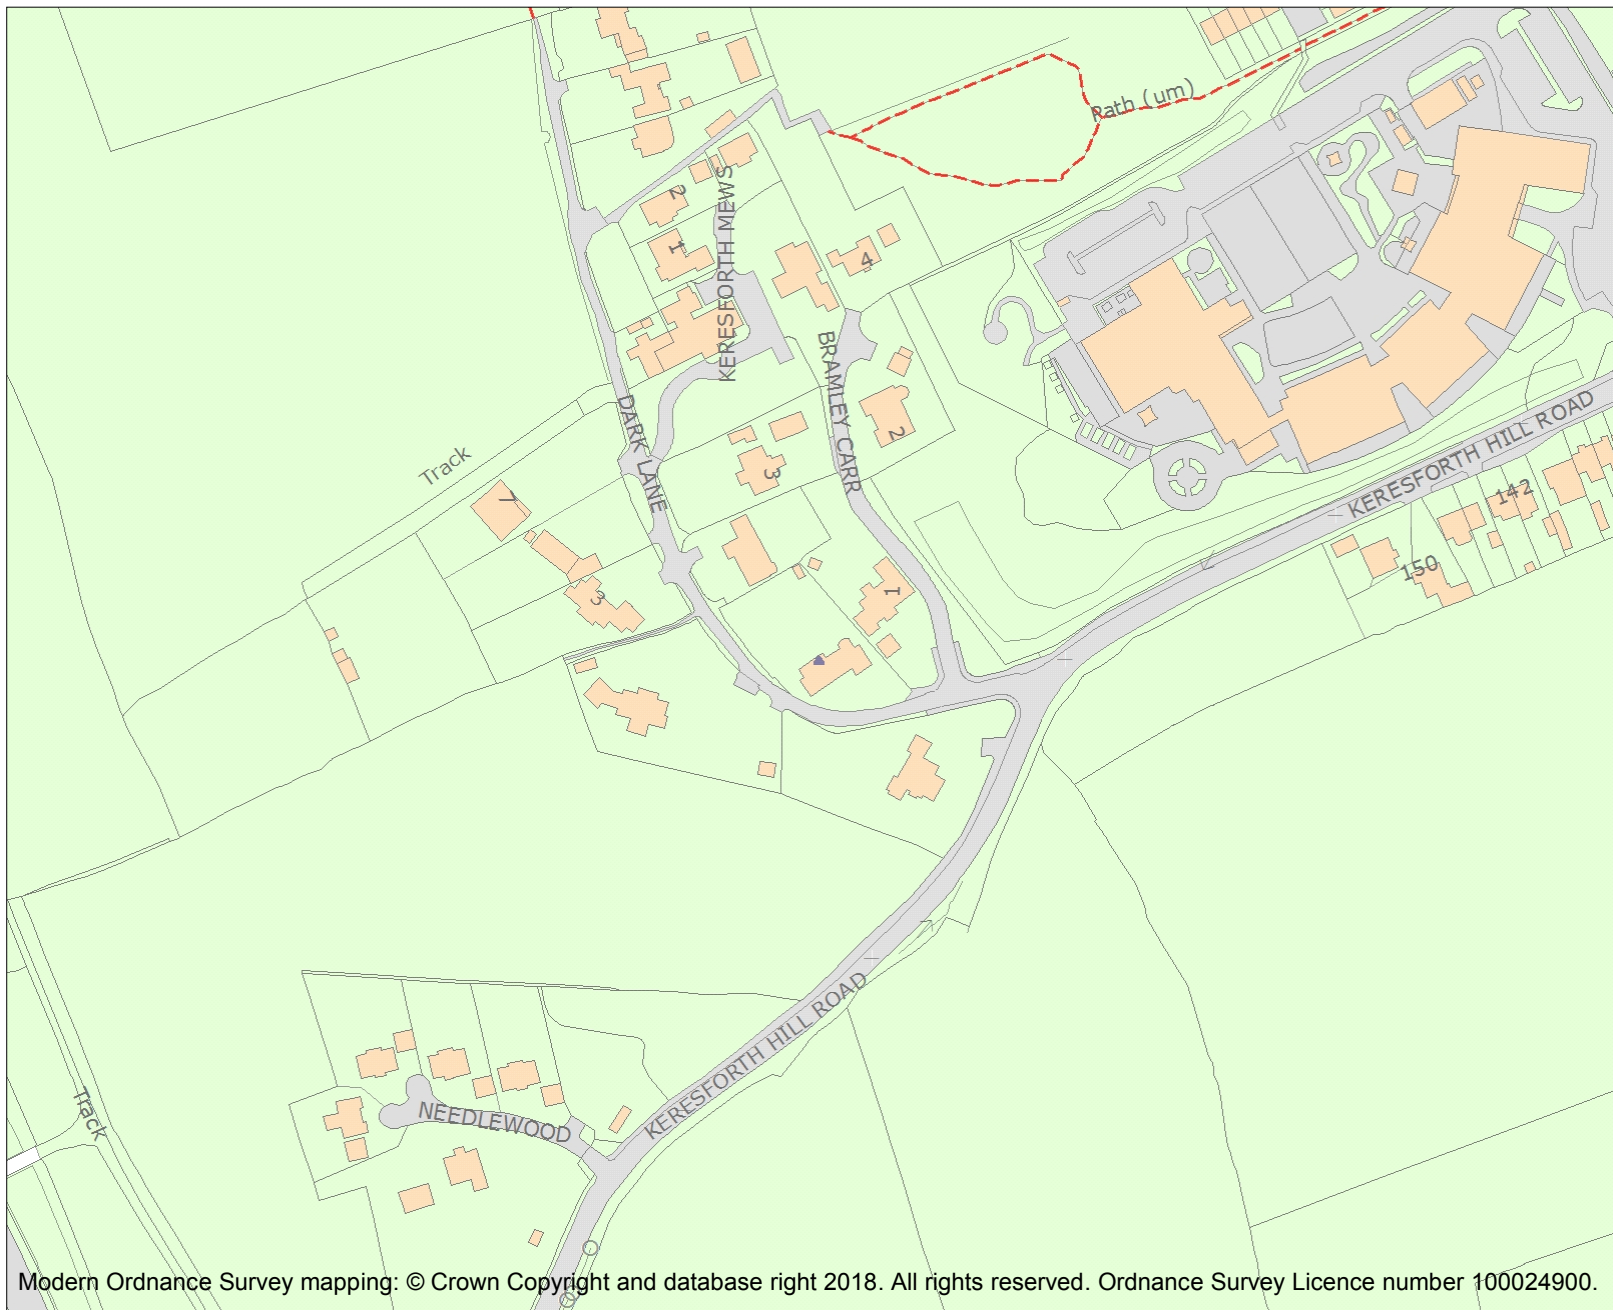 Path (um)
2
KERESFORTH MEWS
1
4
BRAMLEY CARR
DARK LANE
2
KERESFORTH HILL ROAD
Track
3
7
142
150
3
1
KERESFORTH HILL ROAD
Track
NEEDLEWOOD
Modern Ordnance Survey mapping: © Crown Copyright and database right 2018. All rights reserved. Ordnance Survey Licence number 100024900.